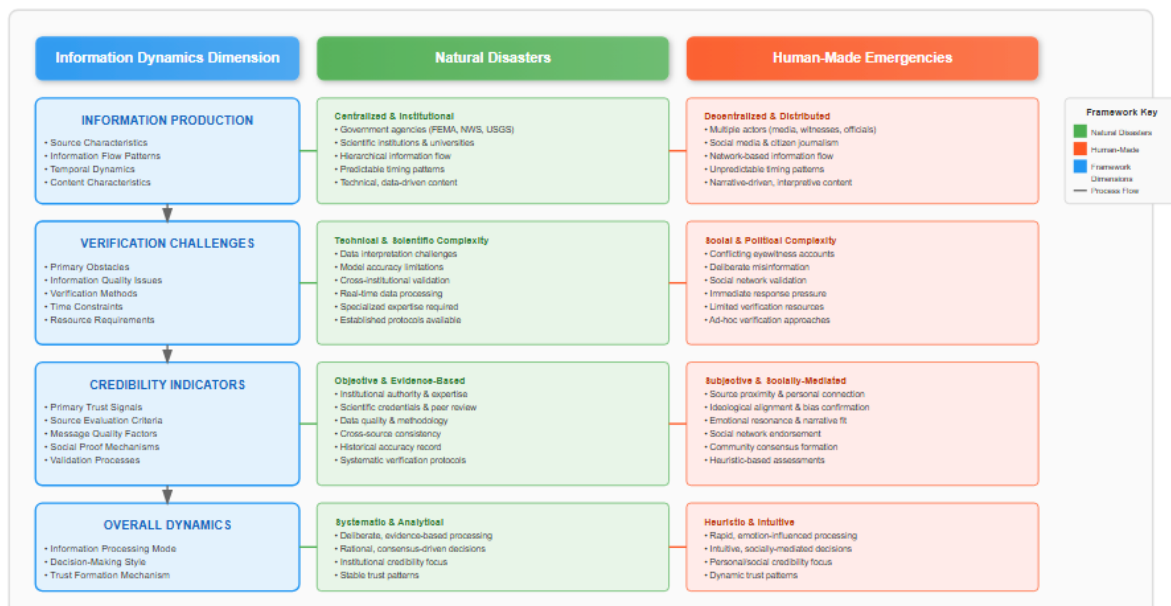 Information Dynamics Dimension
Natural Disasters
Human-Made Emergencies
INFORMATION PRODUCTION
• Source Characteristics
• Information Flow Patterns
• Temporal Dynamics
• Content Characteristics
Centralized & Institutional
• Government agencies (FEMA, NWS, USGS)
• Scientific institutions & universities
• Hierarchical information flow
• Predictable timing patterns
• Technical, data-driven content
Decentralized & Distributed
• Multiple actors (media, witnesses, officials)
• Social media & citizen journalism
• Network-based information flow
• Unpredictable timing patterns
• Narrative-driven, interpretive content
Framework Key
Natural Disasters
Human-Made
Framework
Dimensions
Process Flow
VERIFICATION CHALLENGES
• Primary Obstacles
• Information Quality Issues
• Verification Methods
• Time Constraints
• Resource Requirements
Technical & Scientific Complexity
• Data interpretation challenges
• Model accuracy limitations
• Cross-institutional validation
• Real-time data processing
• Specialized expertise required
• Established protocols available
Social & Political Complexity
• Conflicting eyewitness accounts
• Deliberate misinformation
• Social network validation
• Immediate response pressure
• Limited verification resources
• Ad-hoc verification approaches
CREDIBILITY INDICATORS
• Primary Trust Signals
• Source Evaluation Criteria
• Message Quality Factors
• Social Proof Mechanisms
• Validation Processes
Objective & Evidence-Based
• Institutional authority & expertise
• Scientific credentials & peer review
• Data quality & methodology
• Cross-source consistency
• Historical accuracy record
• Systematic verification protocols
Subjective & Socially-Mediated
• Source proximity & personal connection
• Ideological alignment & bias confirmation
• Emotional resonance & narrative fit
• Social network endorsement
• Community consensus formation
• Heuristic-based assessments
OVERALL DYNAMICS
• Information Processing Mode
• Decision-Making Style
• Trust Formation Mechanism
Systematic & Analytical
• Deliberate, evidence-based processing
• Rational, consensus-driven decisions
• Institutional credibility focus
• Stable trust patterns
Heuristic & Intuitive
• Rapid, emotion-influenced processing
• Intuitive, socially-mediated decisions
• Personal/social credibility focus
• Dynamic trust patterns